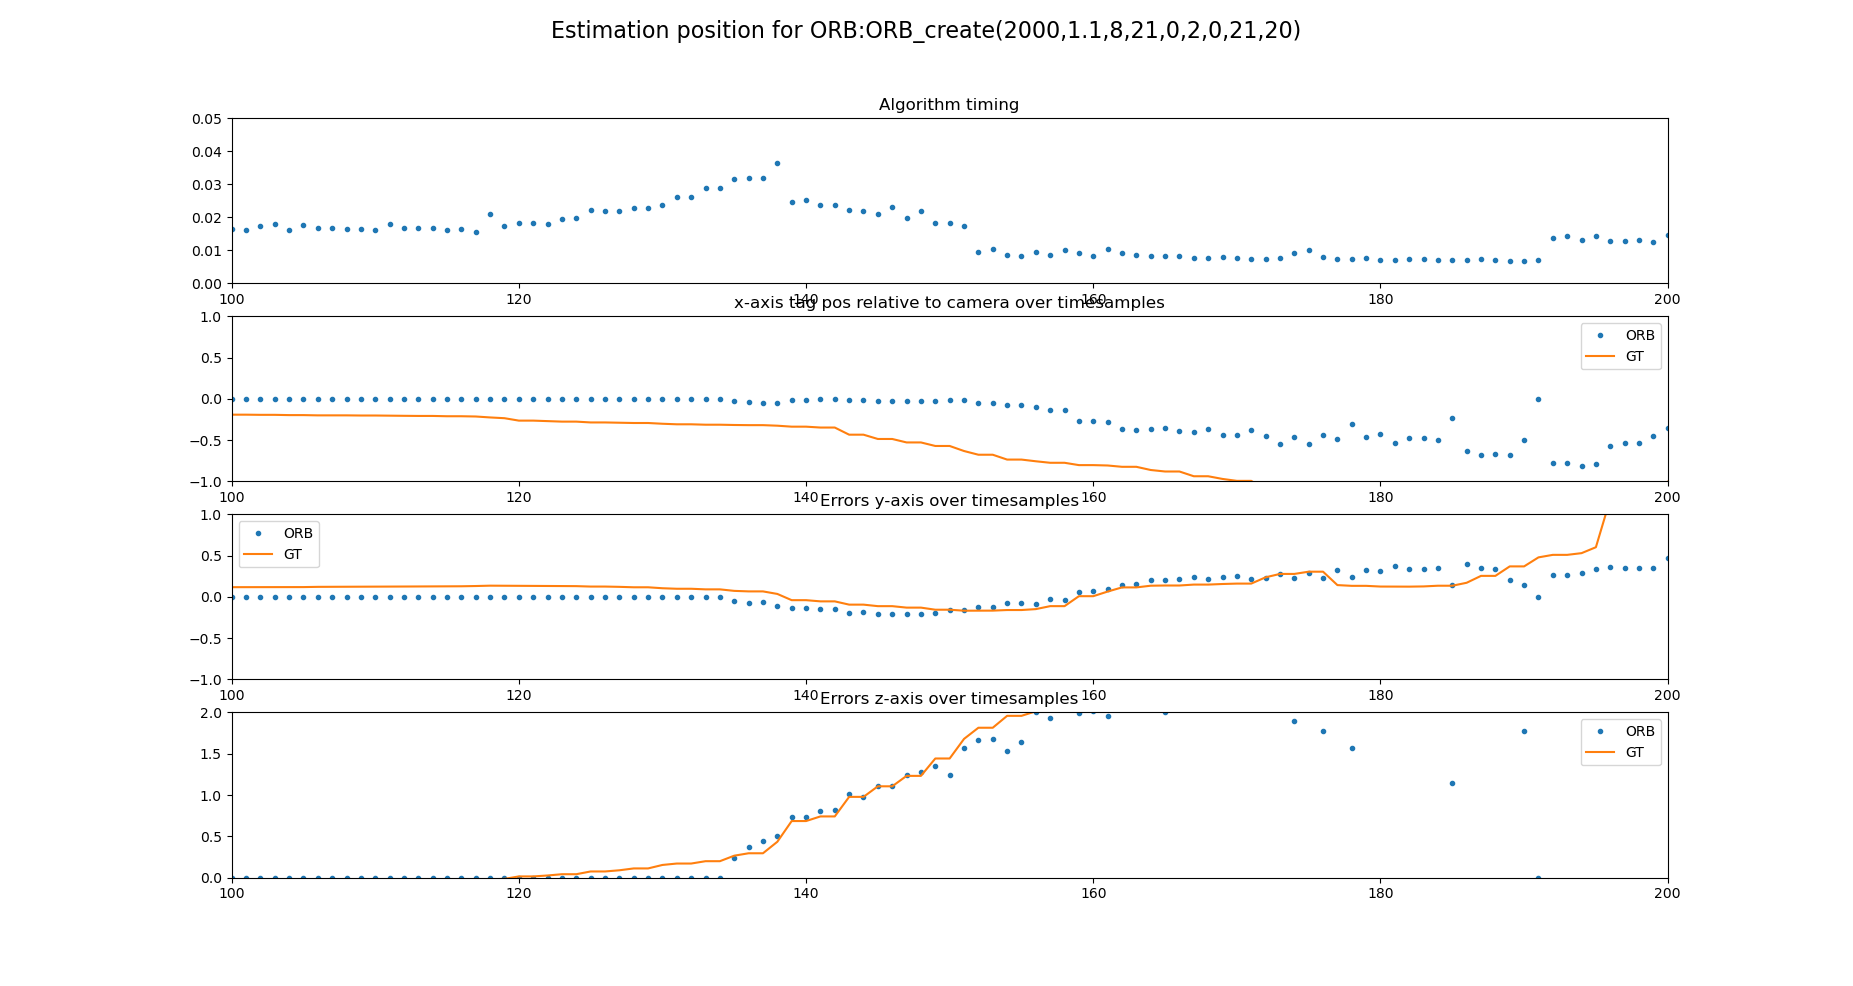 Estimation position for ORB:ORB_create(2000,1.1,8,21,0,2,0,21,20)
Algorithm timing
0.05
0.04
0.03
0.02
0.01
0.00
100 120 140 160 180 200
x-axis tag pos relative to camera over timesamples
1.0
0.5
0.0
−0.5
−1.0
ORB
GT
100 120 140 160 180 200
Errors y-axis over timesamples
1.0
0.5
0.0
−0.5
−1.0
ORB
GT
100 120 140 160 180 200
Errors z-axis over timesamples
2.0
1.5
1.0
0.5
0.0
ORB
GT
100 120 140 160 180 200